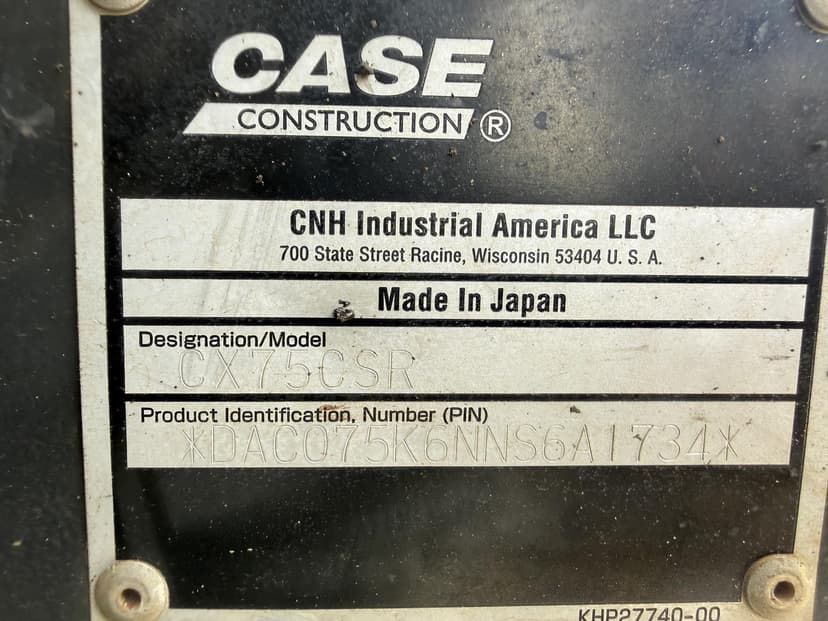 CASE
CONSTRUCTION ®
CNH Industrial America LLC
700 State Street Racine, Wisconsin 53404 U. S. A.
Made In Japan
Designation/Model
CX75CSR
Product Identification, Number (PIN)
*DAC075K6NNS6A1734*
KHP27740-00